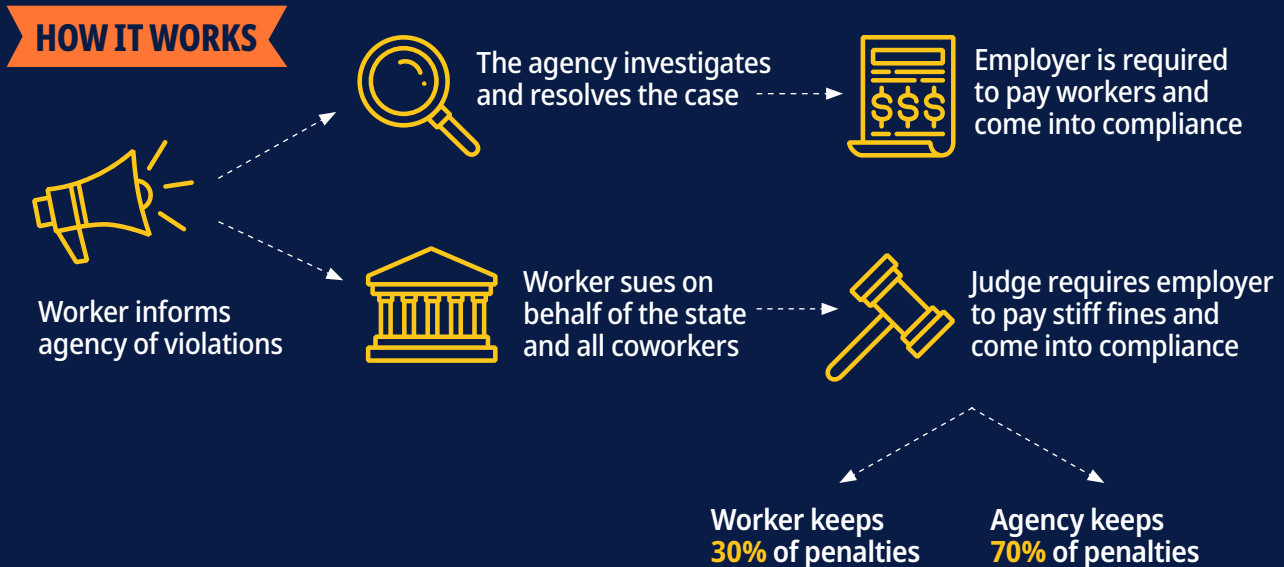 HOW IT WORKS
The agency investigates
and resolves the case
Employer is required
to pay workers and
come into compliance
$$$
Worker informs
agency of violations
Worker sues on
behalf of the state
and all coworkers
Judge requires employer
to pay stiff fines and
come into compliance
Worker keeps
30% of penalties
Agency keeps
70% of penalties